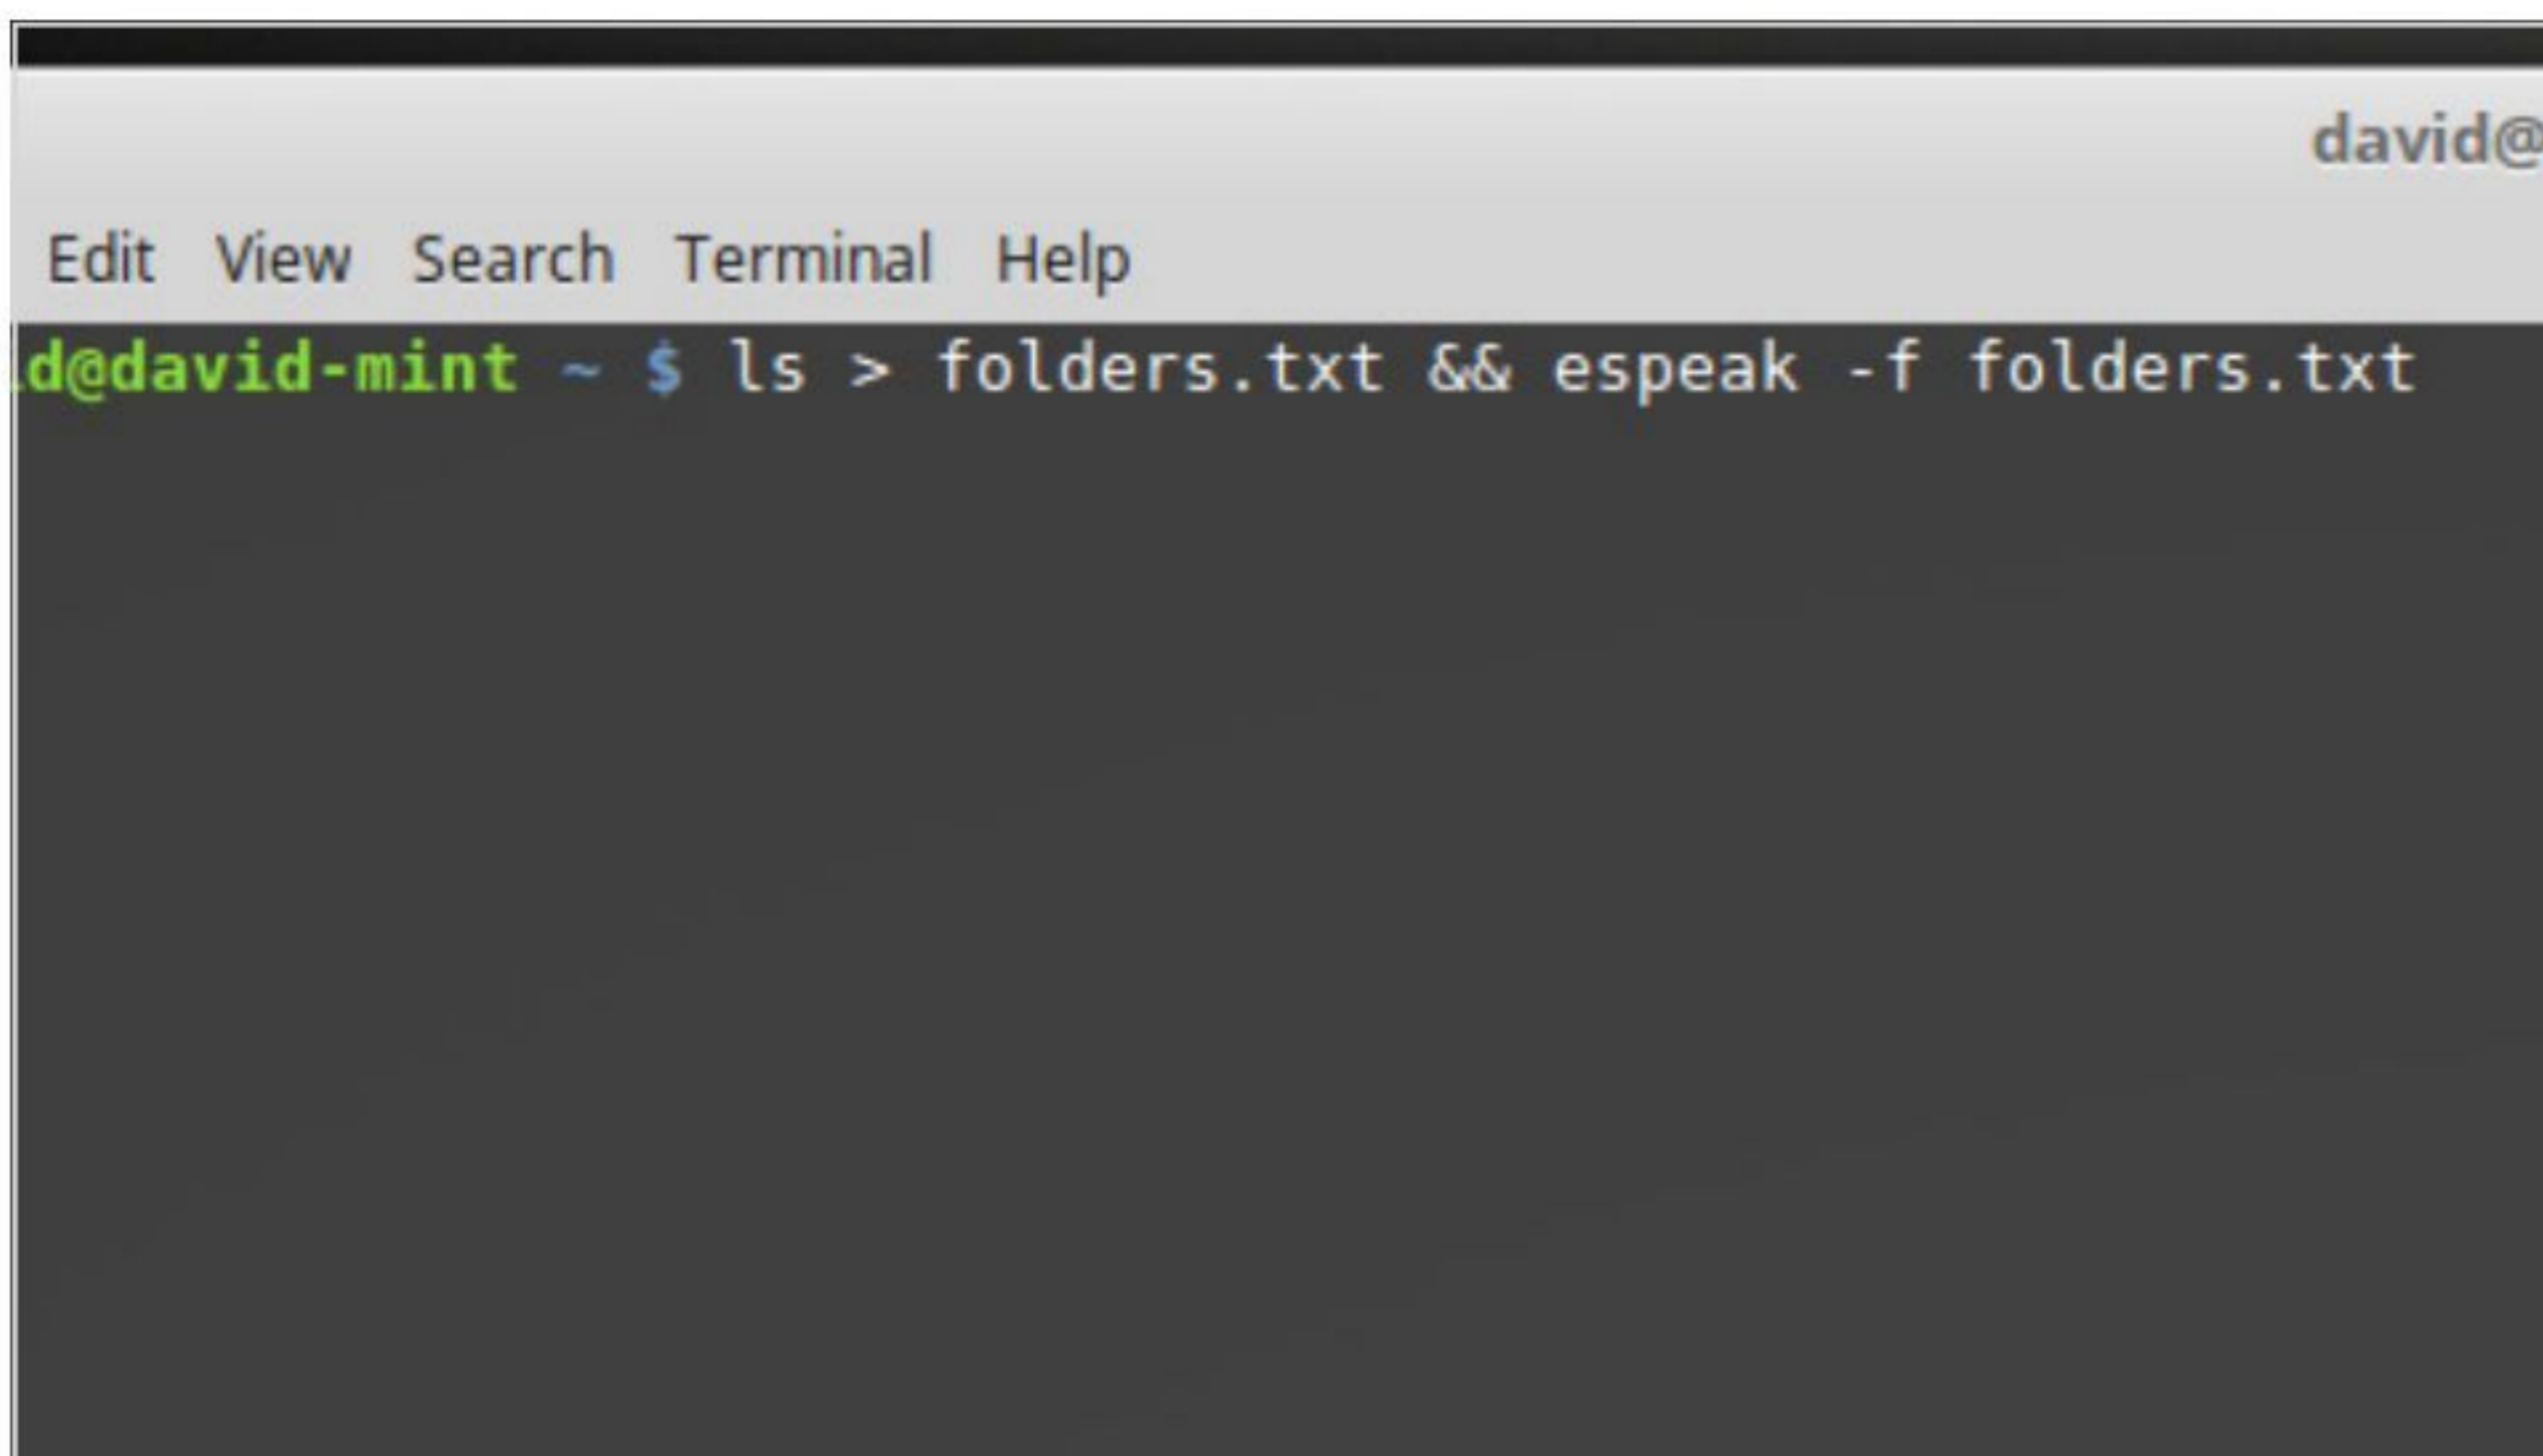 david@
Edit View Search Terminal Help
d@david-mint ~ $ ls > folders.txt && espeak -f folders.txt